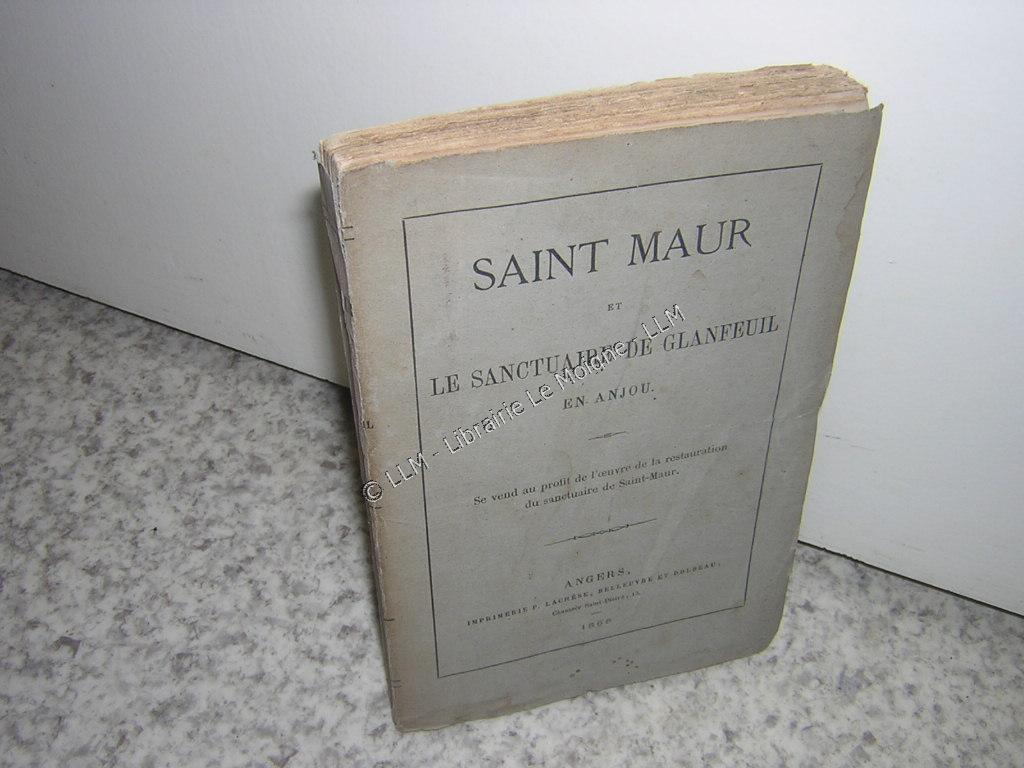 SAINT MAUR
ET
LE SANCTUAIRE DE GLANFEUIL
EN ANJOU.
Se vend au profit de l'œuvre de la restauration
du sanctuaire de Saint-Maur.
ANGERS,
IMPRIMERIE P. LACHÈSE, BELLEUVRE ET DOLBEAU,
Chaussée Saint-Pierre, 13.
1868
© LLM - Librairie Le Moigne - LLM